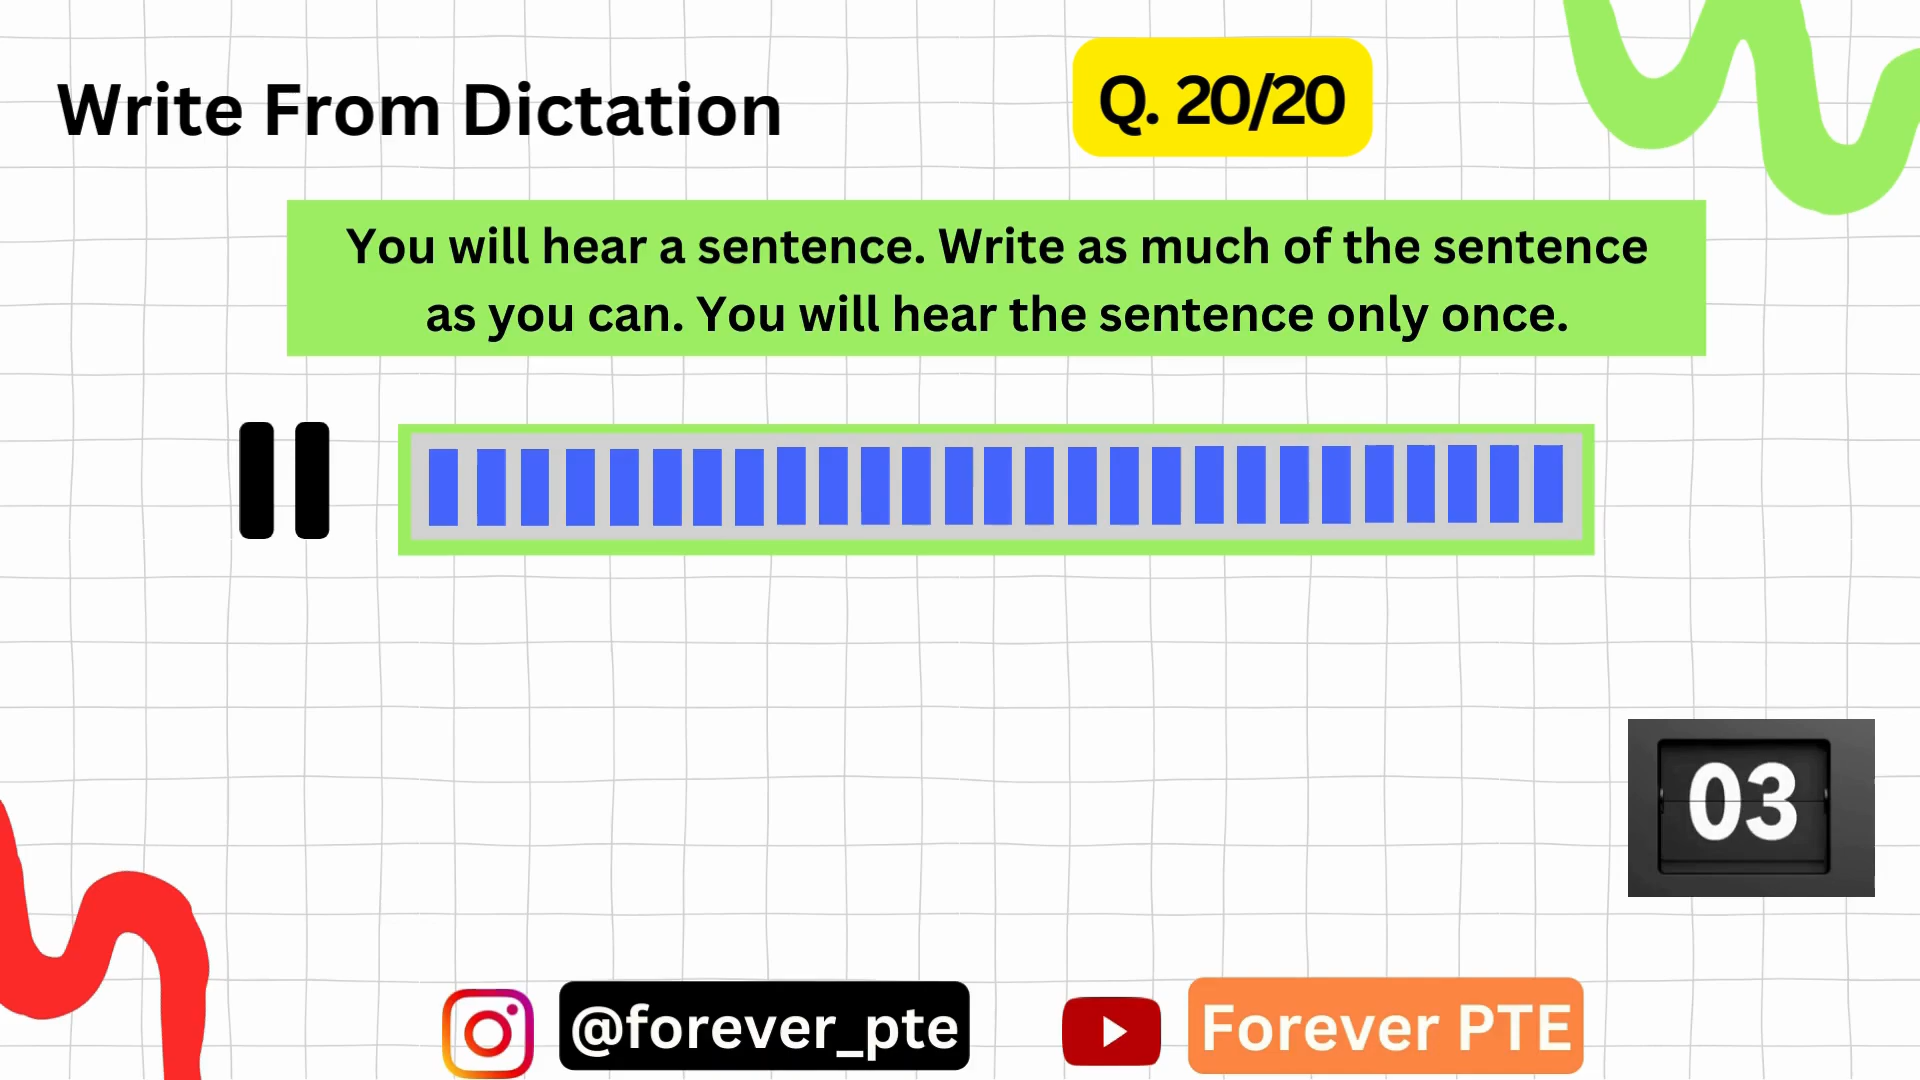 Write From Dictation
Q. 20/20
You will hear a sentence. Write as much of the sentence
as you can. You will hear the sentence only once.
03
@forever_pte
Forever PTE